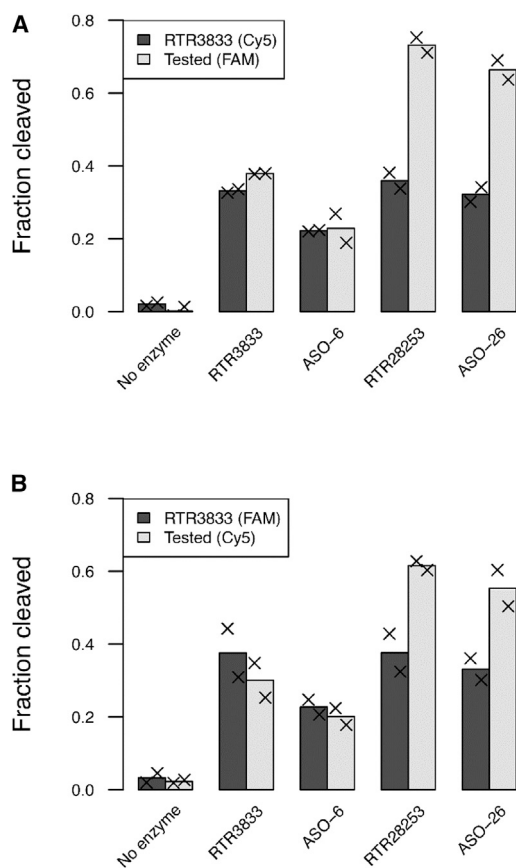 A
0.8
RTR3833 (Cy5)
Tested (FAM)
0.6
0.4
0.2
0.0
Fraction cleaved
No enzyme
RTR3833
ASO-6
RTR28253
ASO-26
B
0.8
RTR3833 (FAM)
Tested (Cy5)
0.6
0.4
0.2
0.0
Fraction cleaved
No enzyme
RTR3833
ASO-6
RTR28253
ASO-26